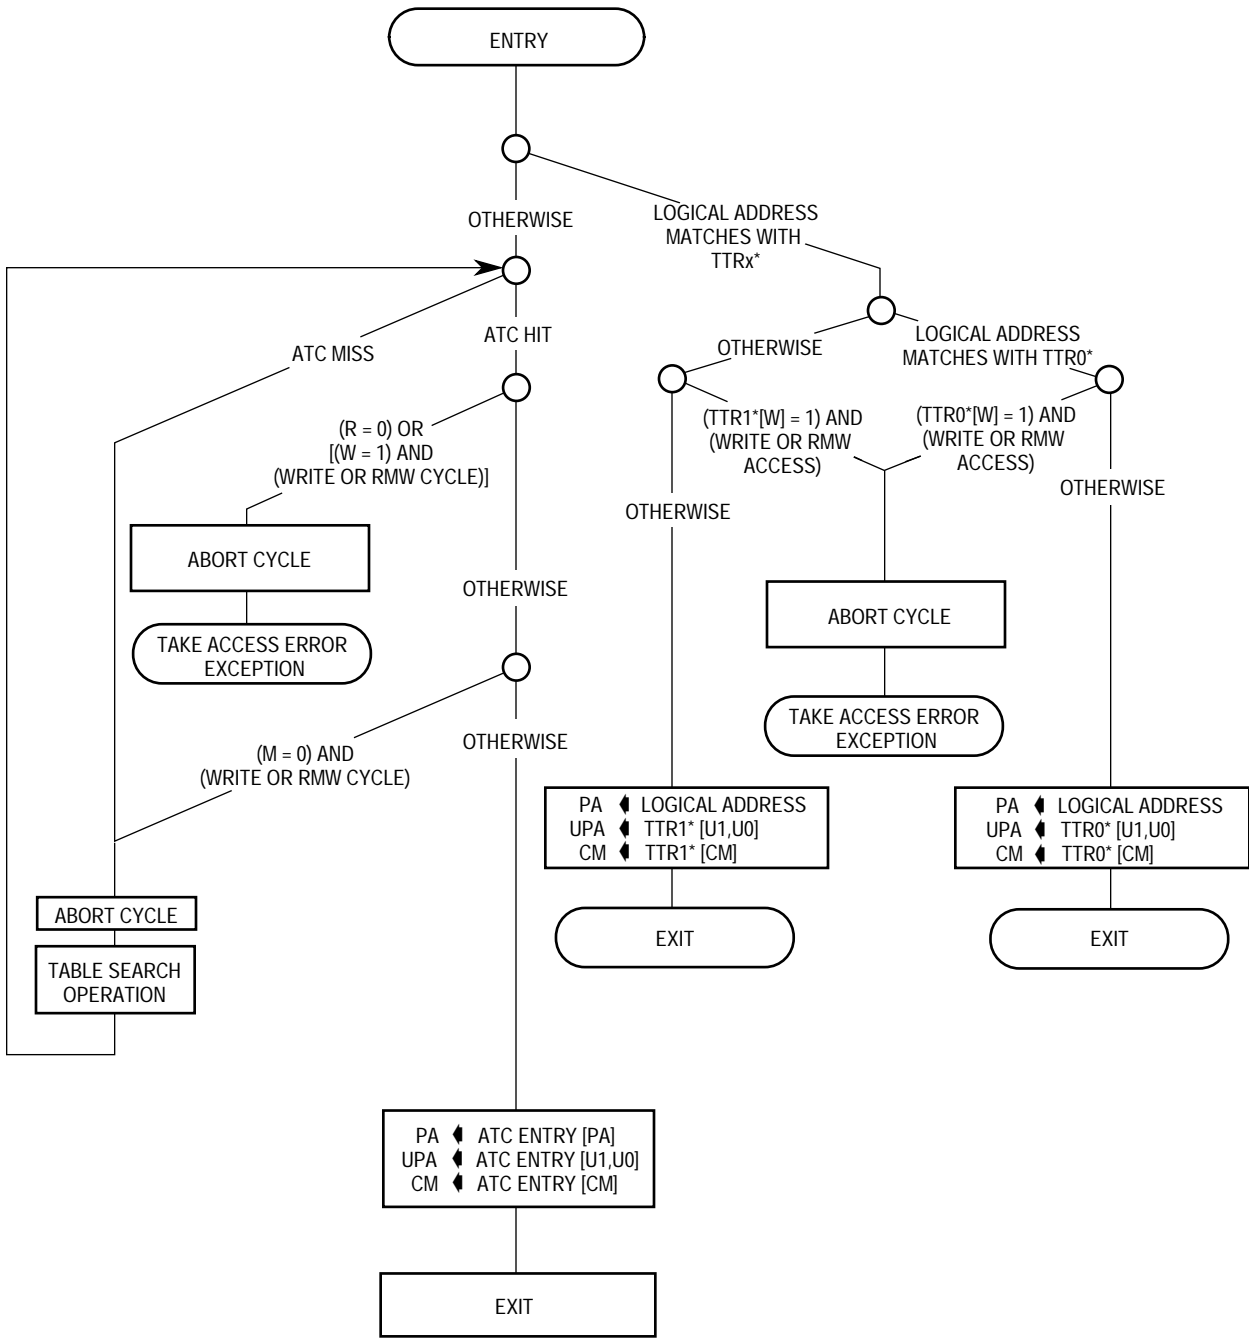 ENTRY
OTHERWISE
LOGICAL ADDRESS
MATCHES WITH
TTRx*
ATC MISS
ATC HIT
OTHERWISE
LOGICAL ADDRESS
MATCHES WITH TTR0*
(R = 0) OR
[(W = 1) AND
(WRITE OR RMW CYCLE)]
(TTR1*[W] = 1) AND
(WRITE OR RMW
ACCESS)
(TTR0*[W] = 1) AND
(WRITE OR RMW
ACCESS)
OTHERWISE
OTHERWISE
ABORT CYCLE
OTHERWISE
ABORT CYCLE
TAKE ACCESS ERROR
EXCEPTION
TAKE ACCESS ERROR
EXCEPTION
(M = 0) AND
(WRITE OR RMW CYCLE)
OTHERWISE
PA LOGICAL ADDRESS
UPA TTR1* [U1,U0]
CM TTR1* [CM]
PA LOGICAL ADDRESS
UPA TTR0* [U1,U0]
CM TTR0* [CM]
ABORT CYCLE
EXIT
EXIT
TABLE SEARCH
OPERATION
PA ATC ENTRY [PA]
UPA ATC ENTRY [U1,U0]
CM ATC ENTRY [CM]
EXIT